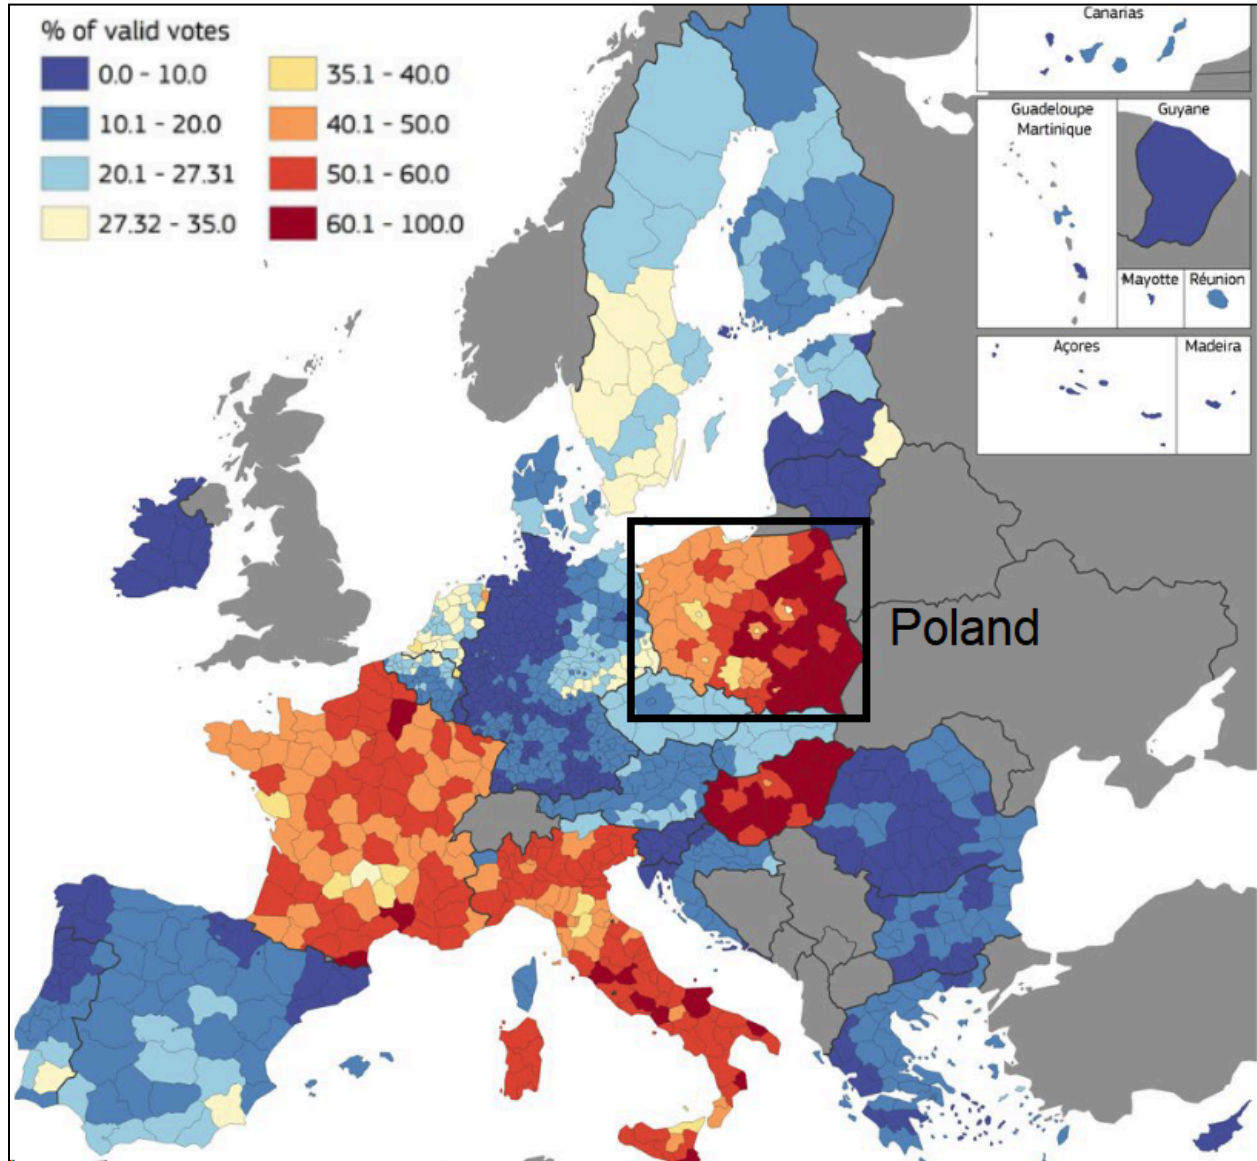 % of valid votes
0.0 - 10.0
10.1 - 20.0
20.1 - 27.31
27.32 - 35.0
35.1 - 40.0
40.1 - 50.0
50.1 - 60.0
60.1 - 100.0
Canarias
Guadeloupe
Martinique
Guyane
Mayotte
Réunion
Açores
Madeira
Poland